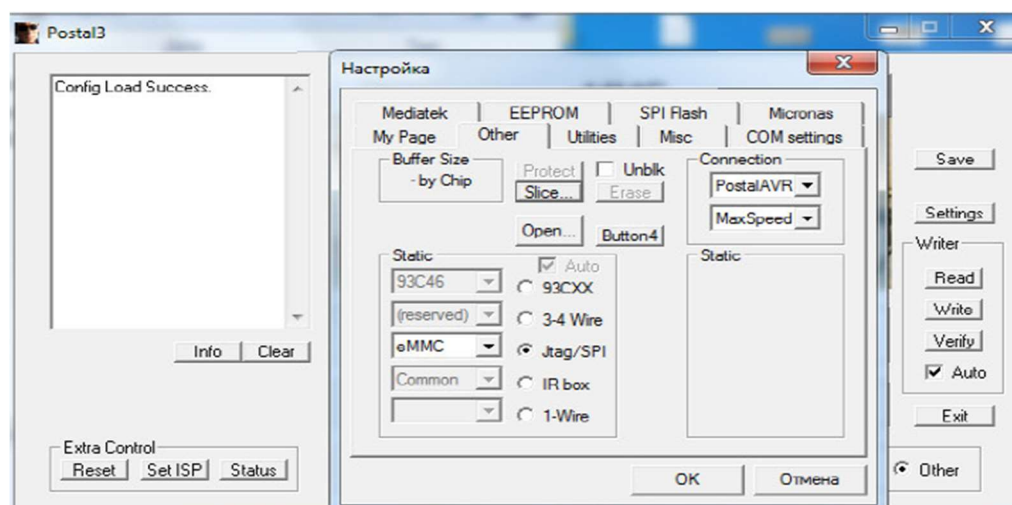 Postal3
Config Load Success.
Info Clear
Extra Control
Reset Set ISP Status
Настройка
Mediatek EEPROM SPI Flash Micronas
My Page Other Utilities Misc COM settings
Buffer Size
- by Chip
Protect Unblk
Slice... Erase
Open... Button4
Connection
PostalAVR
MaxSpeed
Static
Auto
93C46 93CXX
(reserved) 3-4 Wire
eMMC Jtag/SPI
Common IR box
1-Wire
Static
OK Отмена
Save
Settings
Writer
Read
Write
Verify
Auto
Exit
Other